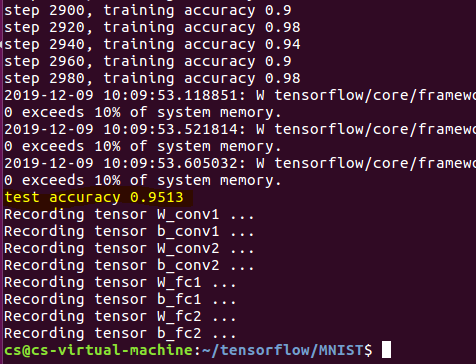 step 2900, training accuracy 0.9
step 2920, training accuracy 0.98
step 2940, training accuracy 0.94
step 2960, training accuracy 0.9
step 2980, training accuracy 0.98
2019-12-09 10:09:53.118851: W tensorflow/core/framewo
0 exceeds 10% of system memory.
2019-12-09 10:09:53.521814: W tensorflow/core/framewo
0 exceeds 10% of system memory.
2019-12-09 10:09:53.605032: W tensorflow/core/framewo
0 exceeds 10% of system memory.
test accuracy 0.9513
Recording tensor W_conv1 ...
Recording tensor b_conv1 ...
Recording tensor W_conv2 ...
Recording tensor b_conv2 ...
Recording tensor W_fc1 ...
Recording tensor b_fc1 ...
Recording tensor W_fc2 ...
Recording tensor b_fc2 ...
cs@cs-virtual-machine:~/tensorflow/MNIST$